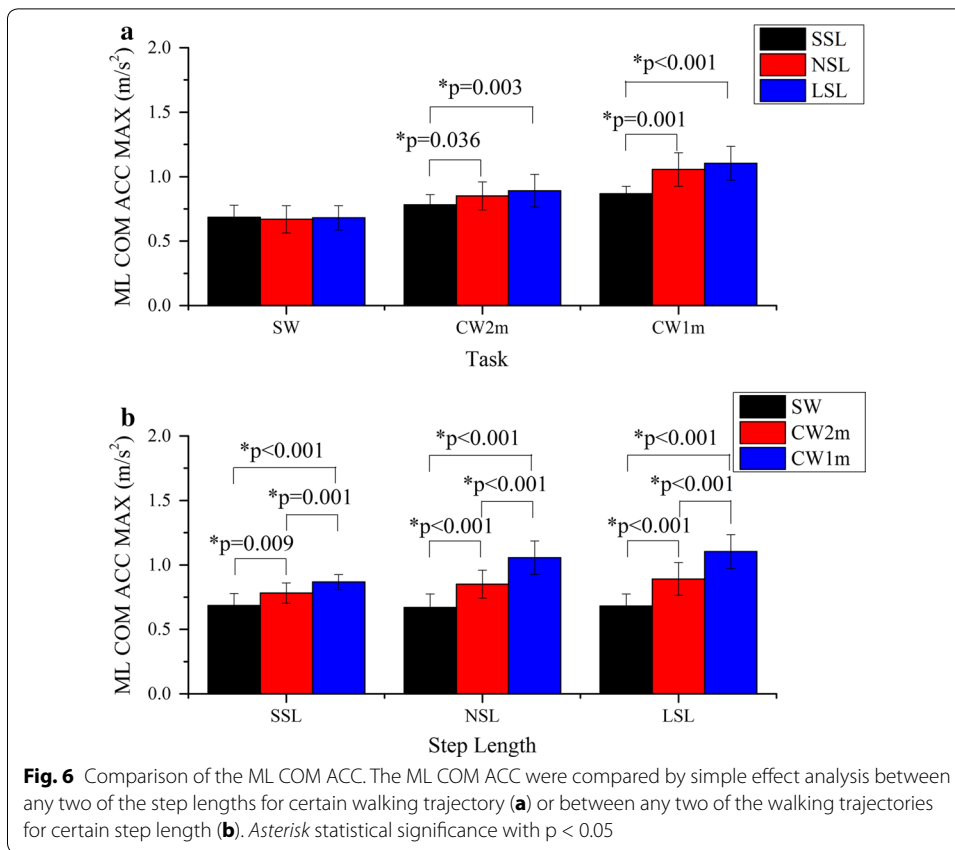 a
2.0
1.5
1.0
0.5
0.0
ML COM ACC MAX (m/s²)
SSL
NSL
LSL
*p<0.001
*p=0.003
*p=0.001
*p=0.036
SW
CW2m
CW1m
Task
b
2.0
1.5
1.0
0.5
0.0
ML COM ACC MAX (m/s²)
SW
CW2m
CW1m
*p<0.001
*p=0.001
*p=0.009
*p<0.001
*p<0.001
*p<0.001
*p<0.001
*p<0.001
*p<0.001
SSL
NSL
LSL
Step Length
Fig. 6 Comparison of the ML COM ACC. The ML COM ACC were compared by simple effect analysis between
any two of the step lengths for certain walking trajectory (a) or between any two of the walking trajectories
for certain step length (b). Asterisk statistical significance with p < 0.05